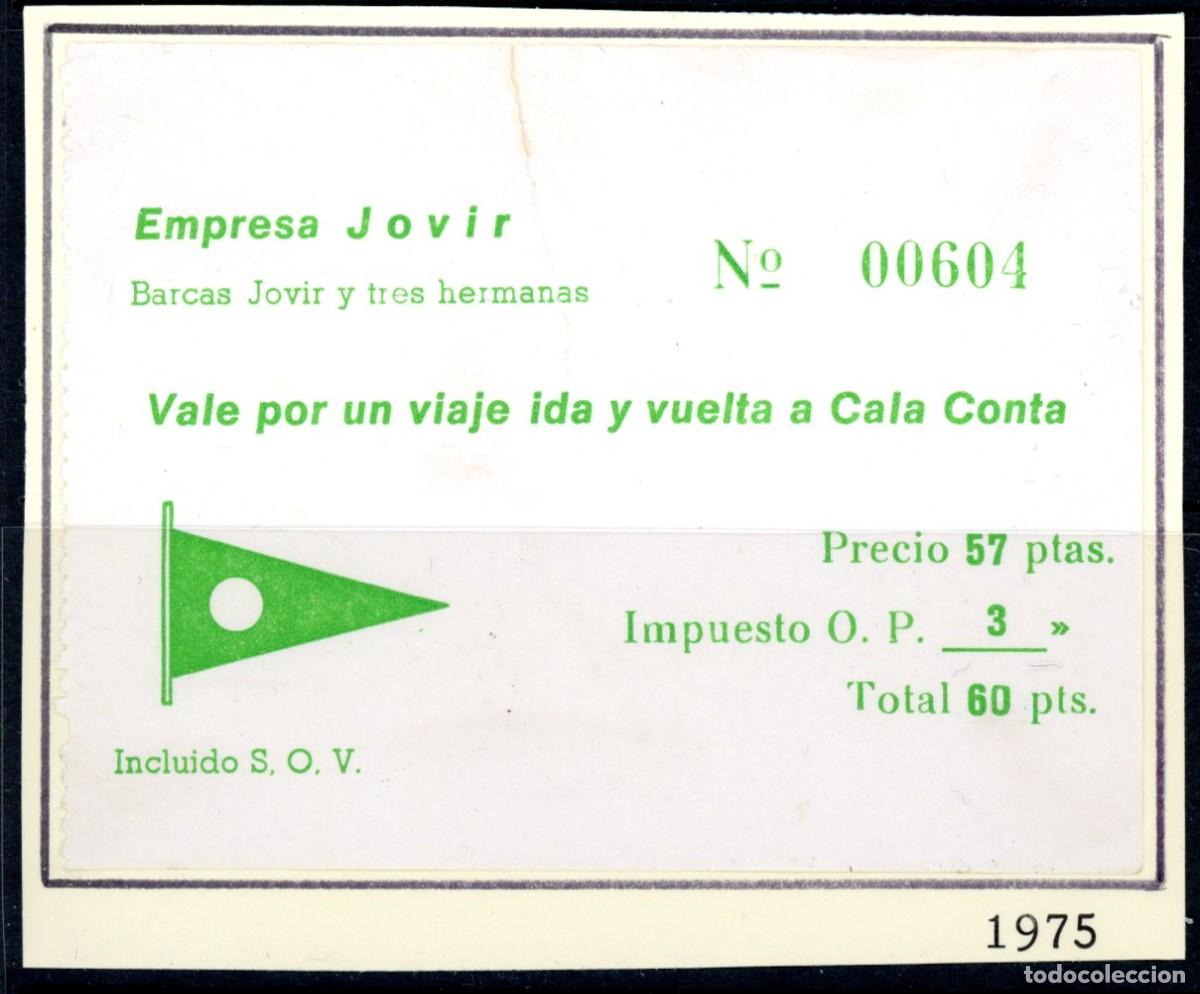 Empresa Jovir
Barcas Jovir y tres hermanas
Nº 00604
Vale por un viaje ida y vuelta a Cala Conta
Precio 57 ptas.
Impuesto O. P. 3 »
Total 60 pts.
Incluido S. O. V.
1975
todocoleccion